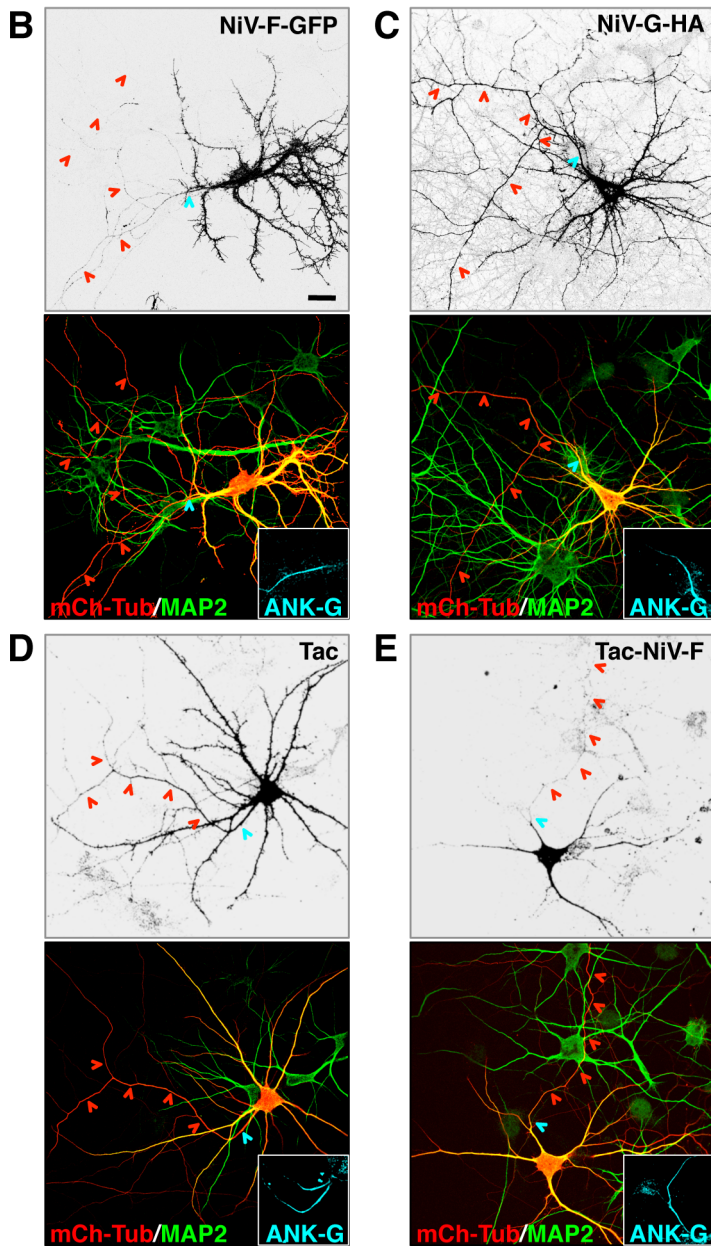 B
NiV-F-GFP
C
NiV-G-HA
mCh-Tub/MAP2
ANK-G
mCh-Tub/MAP2
ANK-G
D
Tac
E
Tac-NiV-F
mCh-Tub/MAP2
ANK-G
mCh-Tub/MAP2
ANK-G